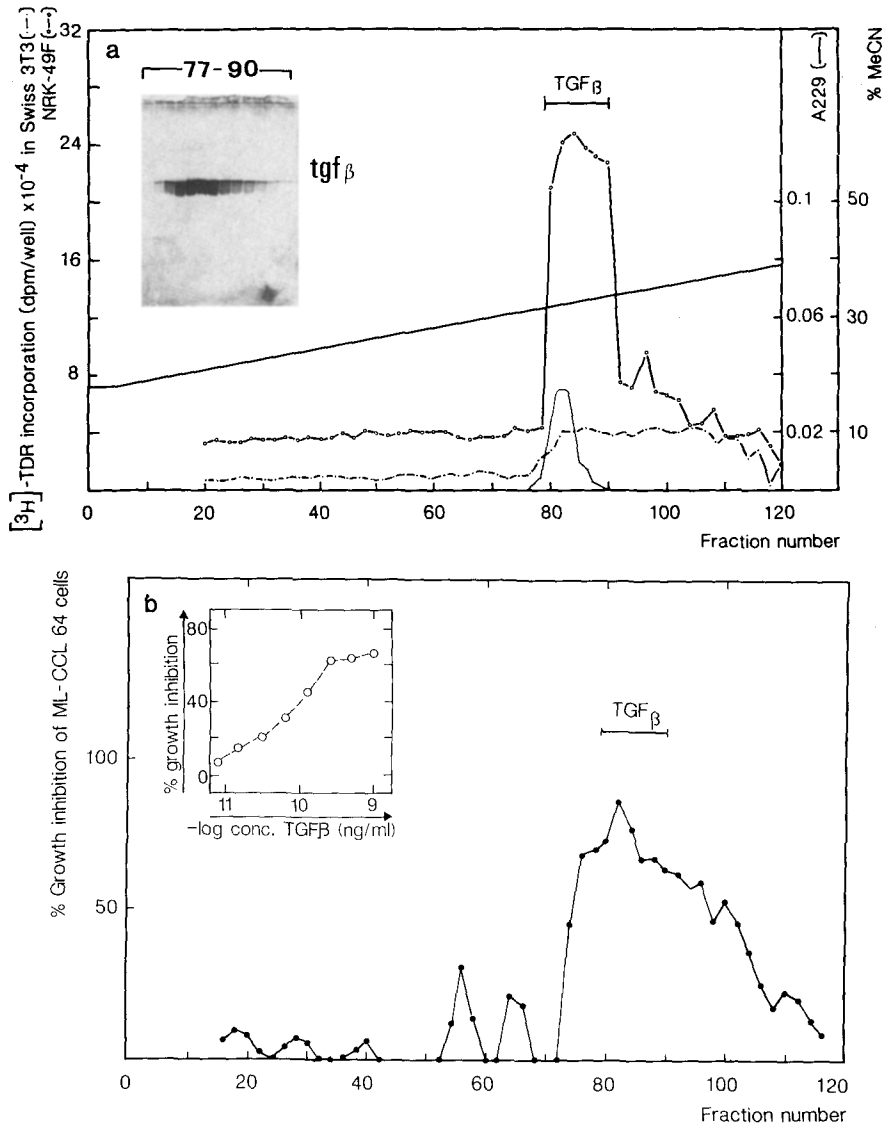 a
[³H]-TDR incorporation (dpm/well) x10⁻⁴ in Swiss 3T3(-·-)
NRK-49F(—•)
32
24
16
8
77-90
tgfβ
TGFβ
A229 (—)
0.1
0.06
0.02
% MeCN
50
30
10
0
20
40
60
80
100
120
Fraction number
b
% Growth inhibition of ML-CCL 64 cells
100
50
% growth inhibition
80
40
0
11
10
9
-log conc. TGFβ (ng/ml)
TGFβ
0
20
40
60
80
100
120
Fraction number